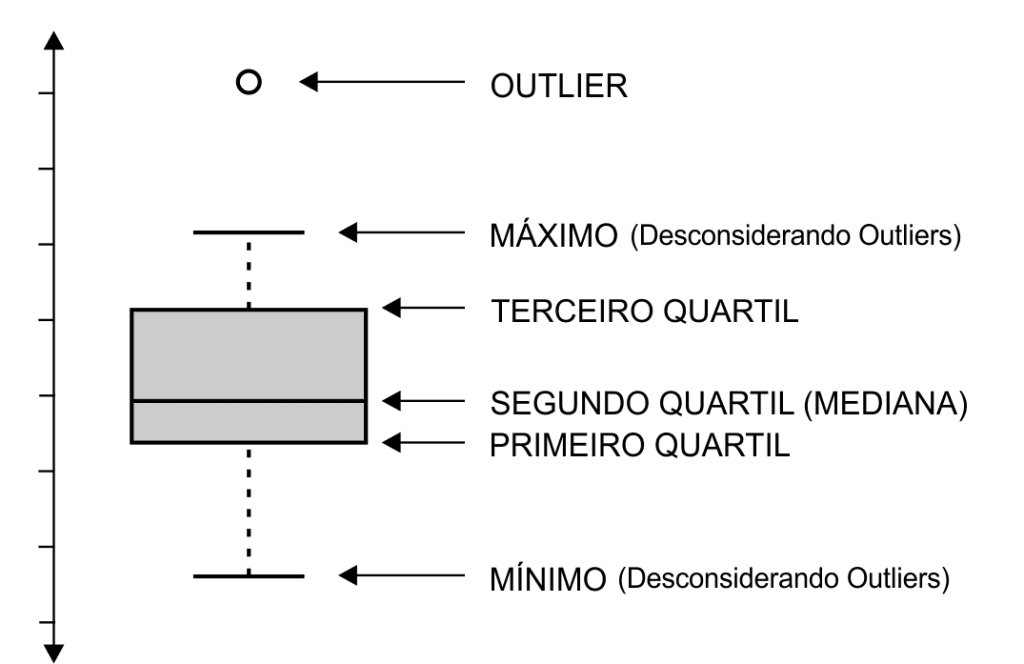 OUTLIER
MÁXIMO (Desconsiderando Outliers)
TERCEIRO QUARTIL
SEGUNDO QUARTIL (MEDIANA)
PRIMEIRO QUARTIL
MÍNIMO (Desconsiderando Outliers)